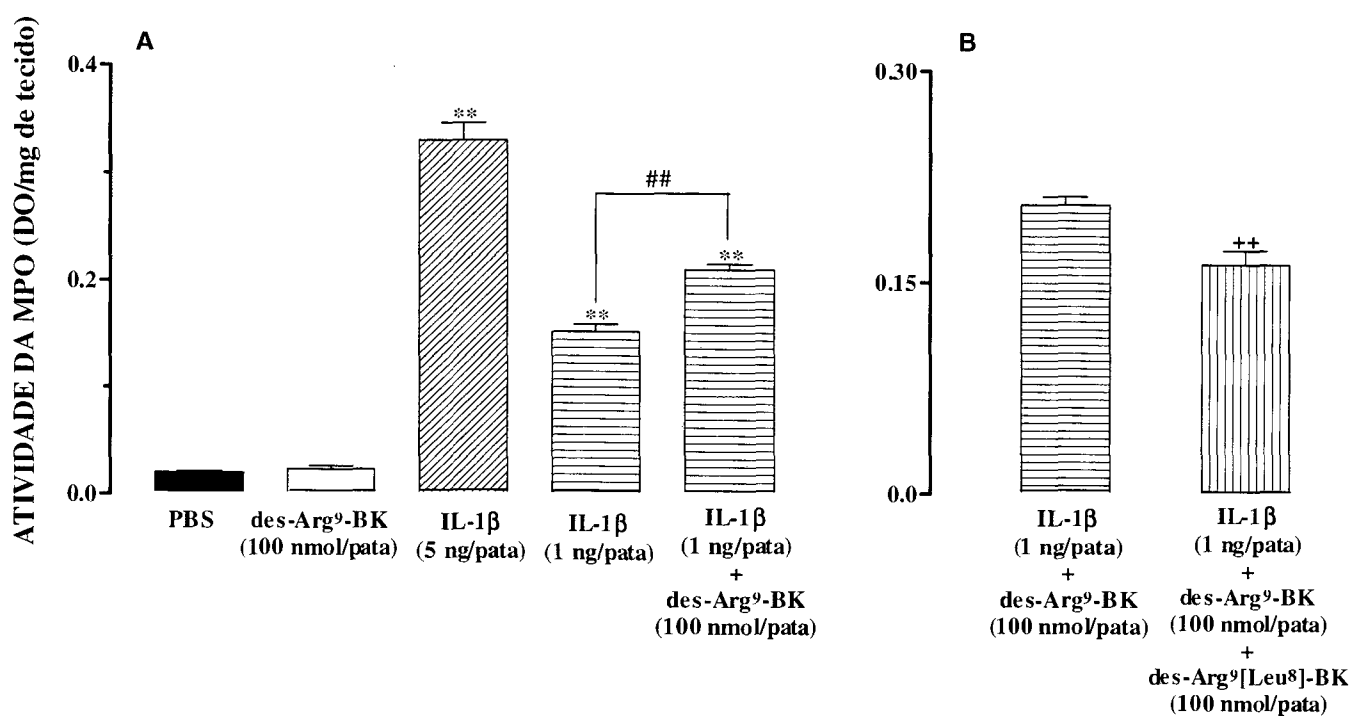 A
B
ATIVIDADE DA MPO (DO/mg de tecido)
0.4
0.2
0.0
**
**
##
**
PBS
des-Arg⁹-BK
(100 nmol/pata)
IL-1β
(5 ng/pata)
IL-1β
(1 ng/pata)
IL-1β
(1 ng/pata)
+
des-Arg⁹-BK
(100 nmol/pata)
0.30
0.15
0.0
++
IL-1β
(1 ng/pata)
+
des-Arg⁹-BK
(100 nmol/pata)
IL-1β
(1 ng/pata)
+
des-Arg⁹-BK
(100 nmol/pata)
+
des-Arg⁹[Leu⁸]-BK
(100 nmol/pata)